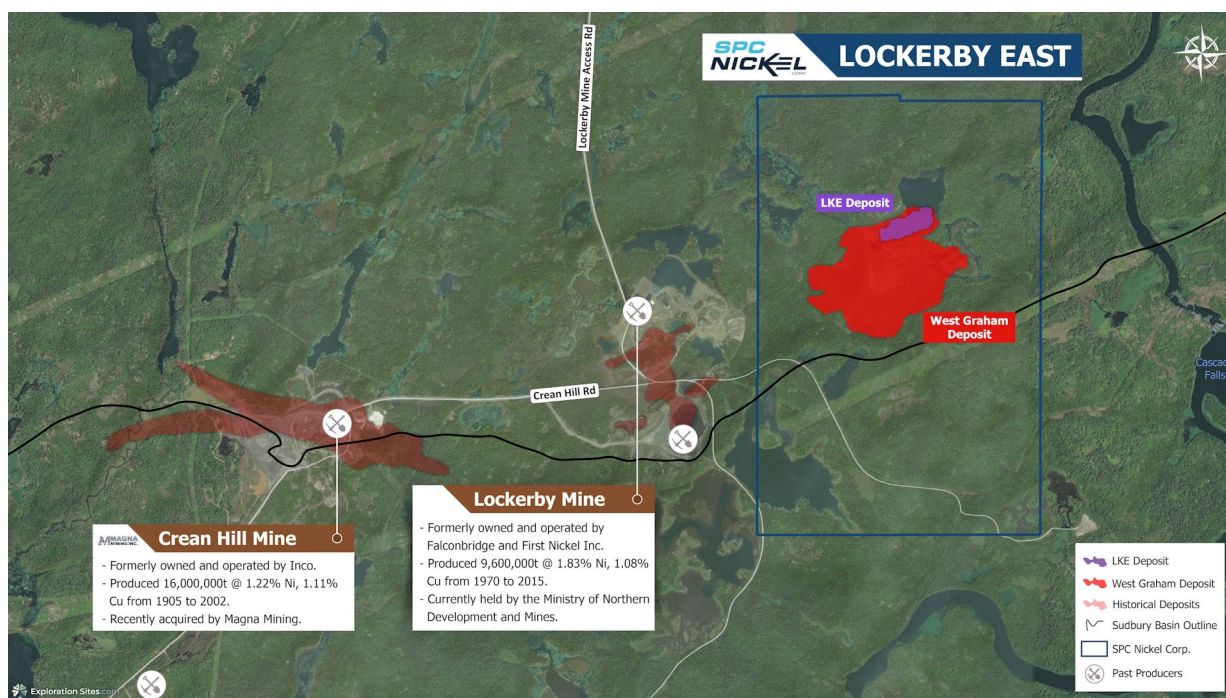 SPC
NICKEL
CORP.
LOCKERBY EAST
Lockerby Mine Access Rd
LKE Deposit
West Graham
Deposit
Cascad
Falls
Crean Hill Rd
Lockerby Mine
- Formerly owned and operated by
Falconbridge and First Nickel Inc.
- Produced 9,600,000t @ 1.83% Ni, 1.08%
Cu from 1970 to 2015.
- Currently held by the Ministry of Northern
Development and Mines.
MAGNA
MINING INC.
Crean Hill Mine
- Formerly owned and operated by Inco.
- Produced 16,000,000t @ 1.22% Ni, 1.11%
Cu from 1905 to 2002.
- Recently acquired by Magna Mining.
LKE Deposit
West Graham Deposit
Historical Deposits
Sudbury Basin Outline
SPC Nickel Corp.
Past Producers
Exploration Sites.com